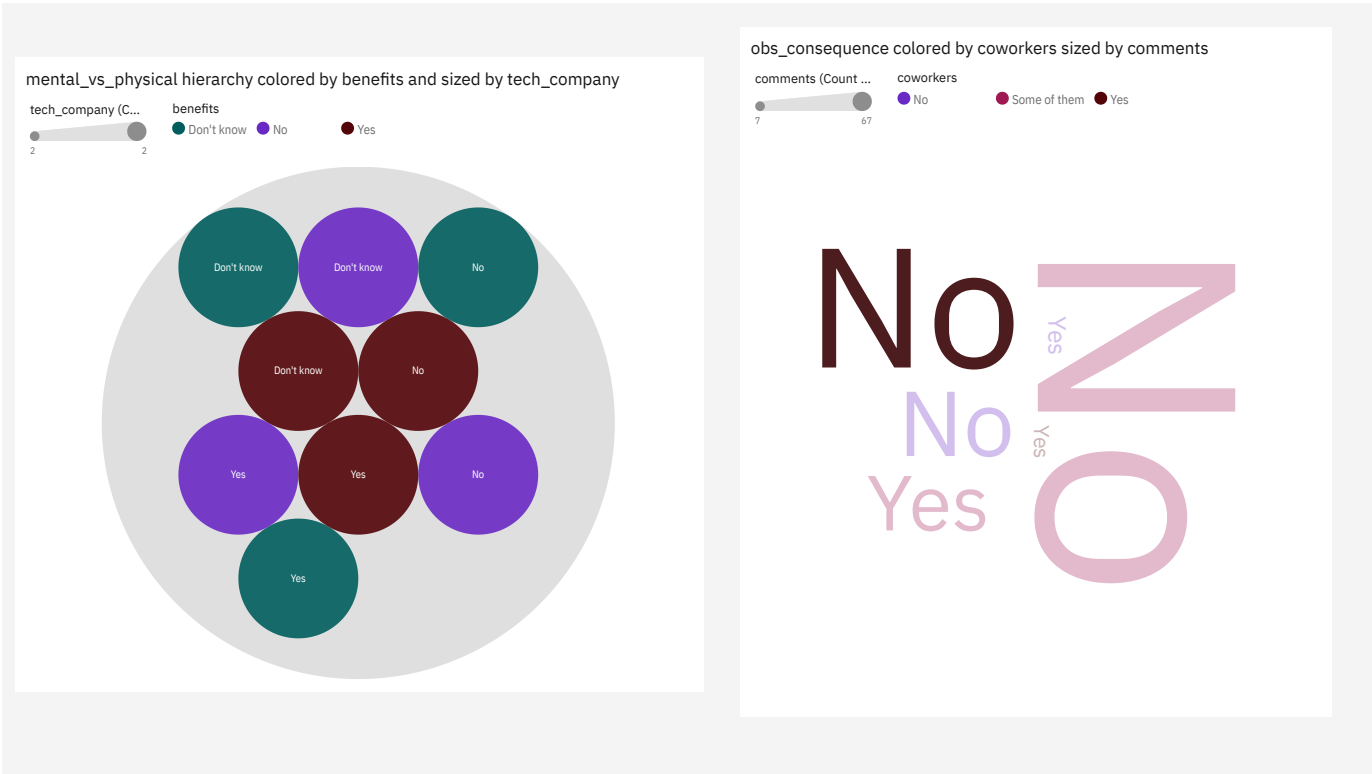 mental_vs_physical hierarchy colored by benefits and sized by tech_company
tech_company (C...
benefits
Don't know
No
Yes
2
2
Don't know
Don't know
No
Don't know
No
Yes
Yes
No
Yes
obs_consequence colored by coworkers sized by comments
comments (Count ...
coworkers
No
Some of them
Yes
7
67
No
No
Yes
No
Yes
Yes